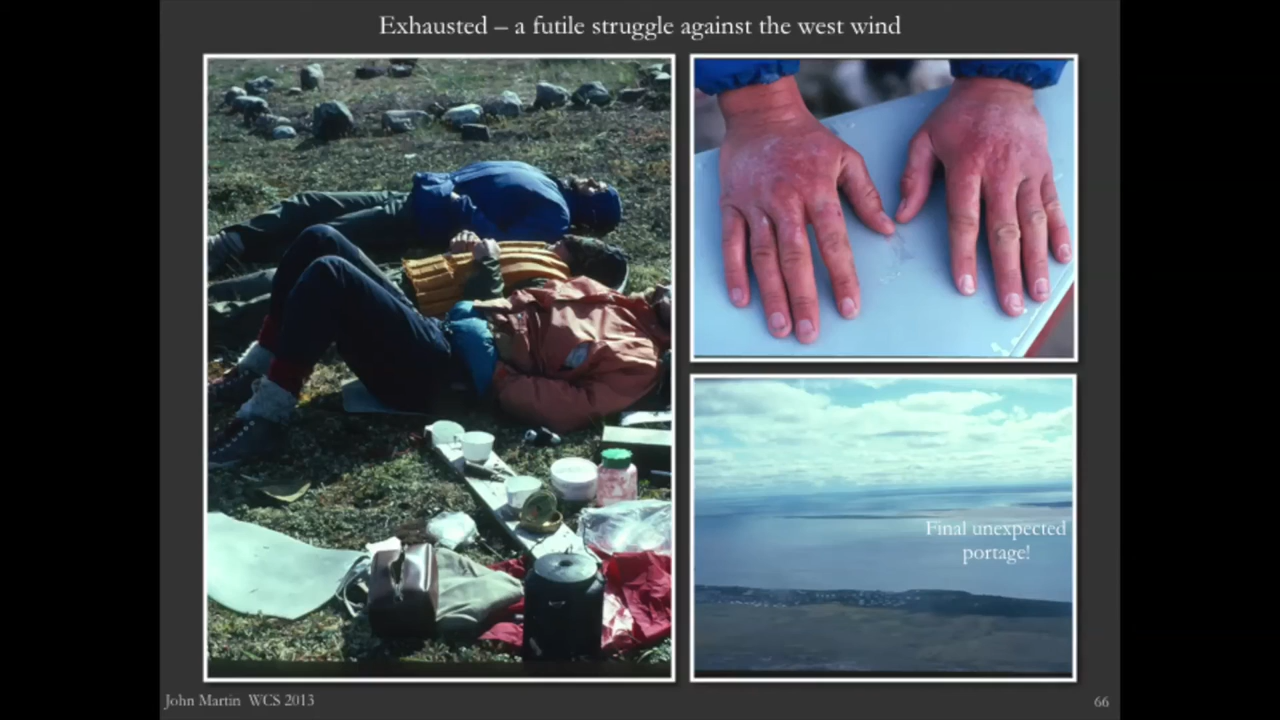 Exhausted – a futile struggle against the west wind
Final unexpected
portage!
John Martin  WCS 2013
66